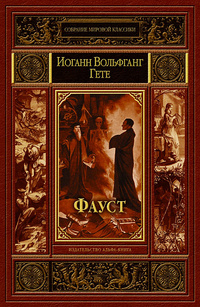 СОБРАНИЕ МИРОВОЙ КЛАССИКИ
ИОГАНН ВОЛЬФГАНГ
ГЕТЕ
ФАУСТ
ИЗДАТЕЛЬСТВО АЛЬФА-КНИГА